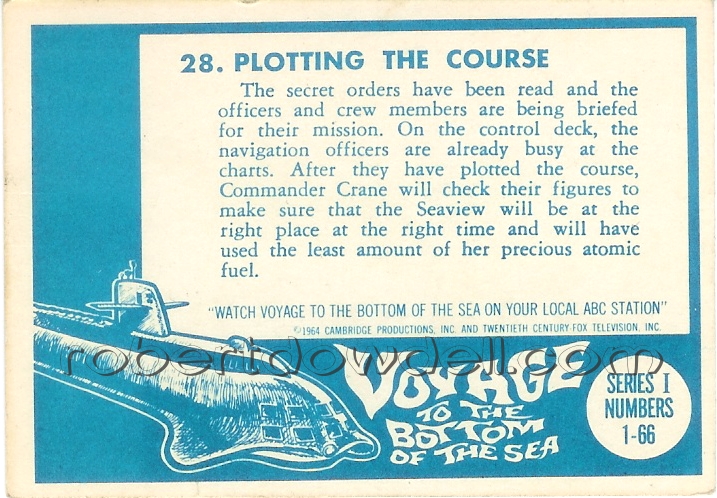 28. PLOTTING THE COURSE
The secret orders have been read and the
officers and crew members are being briefed
for their mission. On the control deck, the
navigation officers are already busy at the
charts. After they have plotted the course,
Commander Crane will check their figures to
make sure that the Seaview will be at the
right place at the right time and will have
used the least amount of her precious atomic
fuel.
"WATCH VOYAGE TO THE BOTTOM OF THE SEA ON YOUR LOCAL ABC STATION"
©1964 CAMBRIDGE PRODUCTIONS, INC. AND TWENTIETH CENTURY-FOX TELEVISION, INC.
robertdowdell.com
VOYAGE
TO THE
BOTTOM
OF THE SEA
SERIES I
NUMBERS
1-66